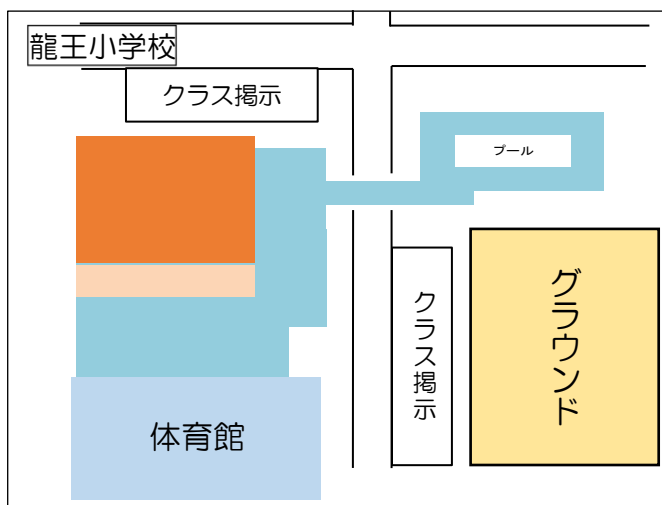 龍王小学校
クラス掲示
プール
クラス掲示
グラウンド
体育館